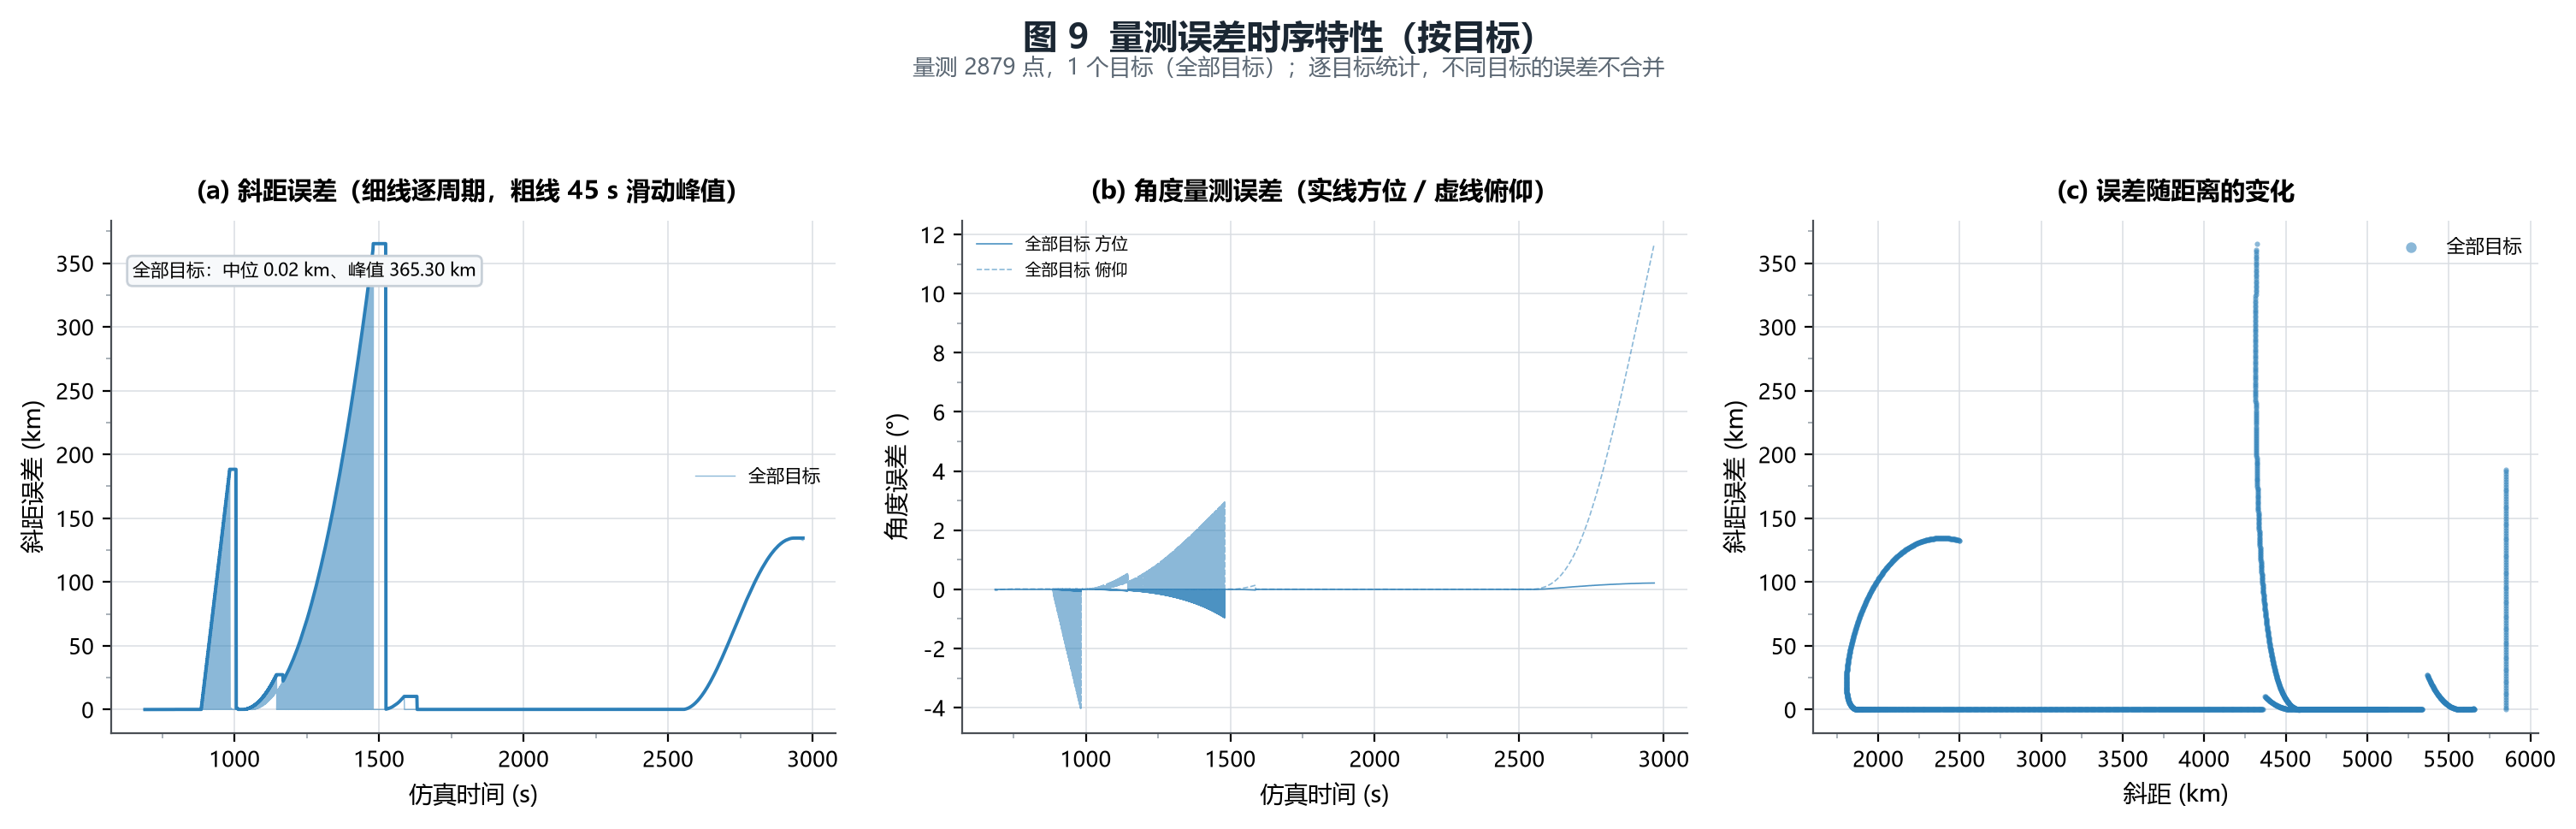 图 9 量测误差时序特性（按目标）
量测 2879 点，1 个目标（全部目标）；逐目标统计，不同目标的误差不合并
(a) 斜距误差（细线逐周期，粗线 45 s 滑动峰值）
全部目标：中位 0.02 km、峰值 365.30 km
全部目标
斜距误差 (km)
350
300
250
200
150
100
50
0
1000
1500
2000
2500
3000
仿真时间 (s)
(b) 角度量测误差（实线方位 / 虚线俯仰）
全部目标 方位
全部目标 俯仰
角度误差 (°)
12
10
8
6
4
2
0
-2
-4
1000
1500
2000
2500
3000
仿真时间 (s)
(c) 误差随距离的变化
全部目标
斜距误差 (km)
350
300
250
200
150
100
50
0
2000
2500
3000
3500
4000
4500
5000
5500
6000
斜距 (km)